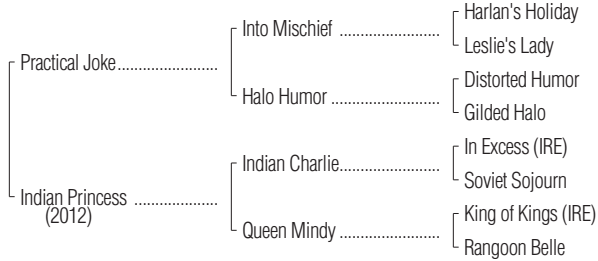 Harlan's Holiday
Into Mischief ....................
Leslie's Lady
Practical Joke........................
Distorted Humor
Halo Humor ......................
Gilded Halo
In Excess (IRE)
Indian Charlie....................
Soviet Sojourn
Indian Princess ....................
(2012)
King of Kings (IRE)
Queen Mindy ....................
Rangoon Belle